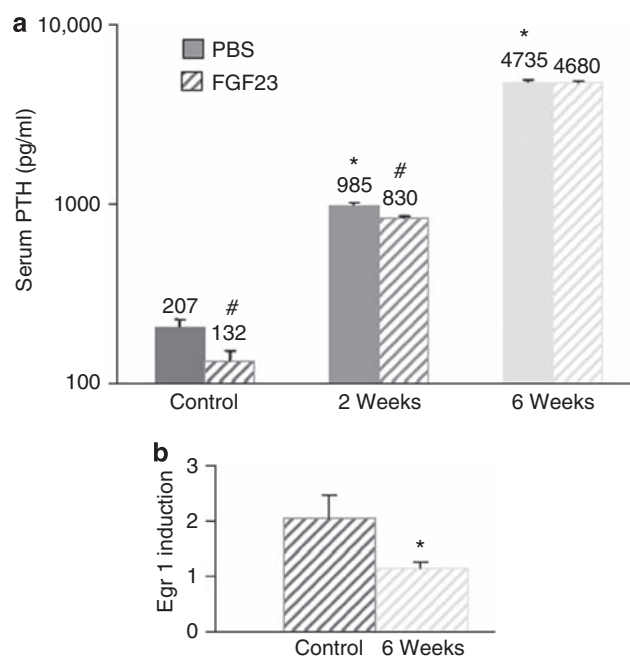 a
10,000
1000
100
Serum PTH (pg/ml)
PBS
FGF23
207
#
132
*
985
#
830
*
4735 4680
Control 2 Weeks 6 Weeks
b
3
2
1
0
Egr 1 induction
*
Control 6 Weeks